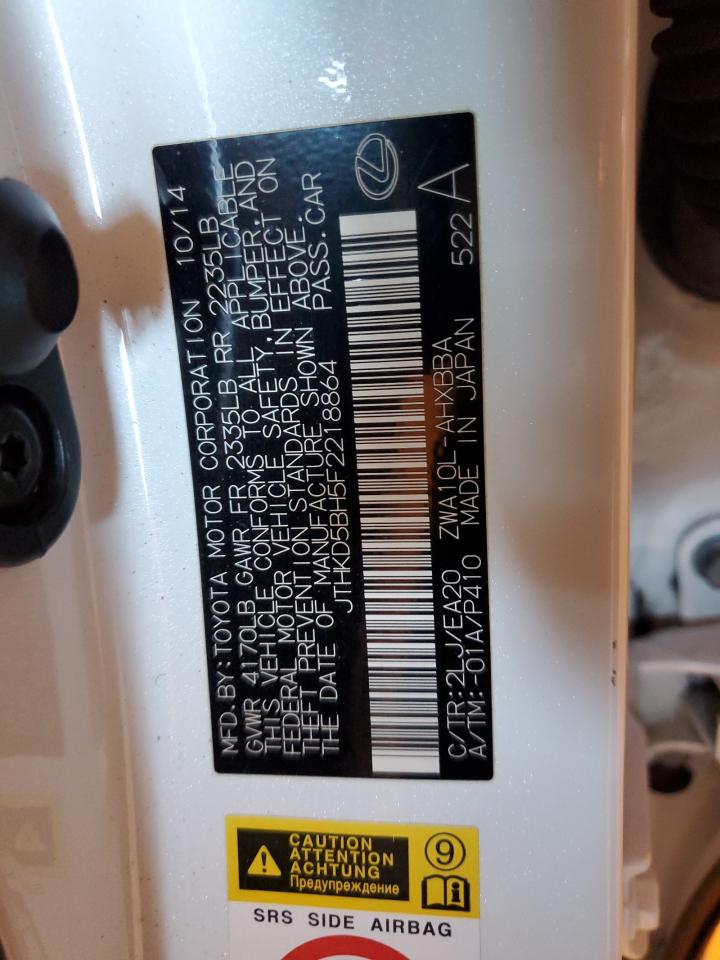 MFD.BY:TOYOTA MOTOR CORPORATION 10/14
GVWR 4170LB GAWR FR 2335LB RR 2235LB
THIS VEHICLE CONFORMS TO ALL APPLICABLE
FEDERAL MOTOR VEHICLE SAFETY,BUMPER,AND
THEFT PREVENTION STANDARDS IN EFFECT ON
THE DATE OF MANUFACTURE SHOWN ABOVE.
JTHKD5BH5F2218864 PASS.CAR
C/TR:2LJ/EA20 ZWA10L-AHXBBA 522 A
A/TM:-01A/P410 MADE IN JAPAN
CAUTION
ATTENTION
ACHTUNG
Предупреждение
9
i
SRS SIDE AIRBAG